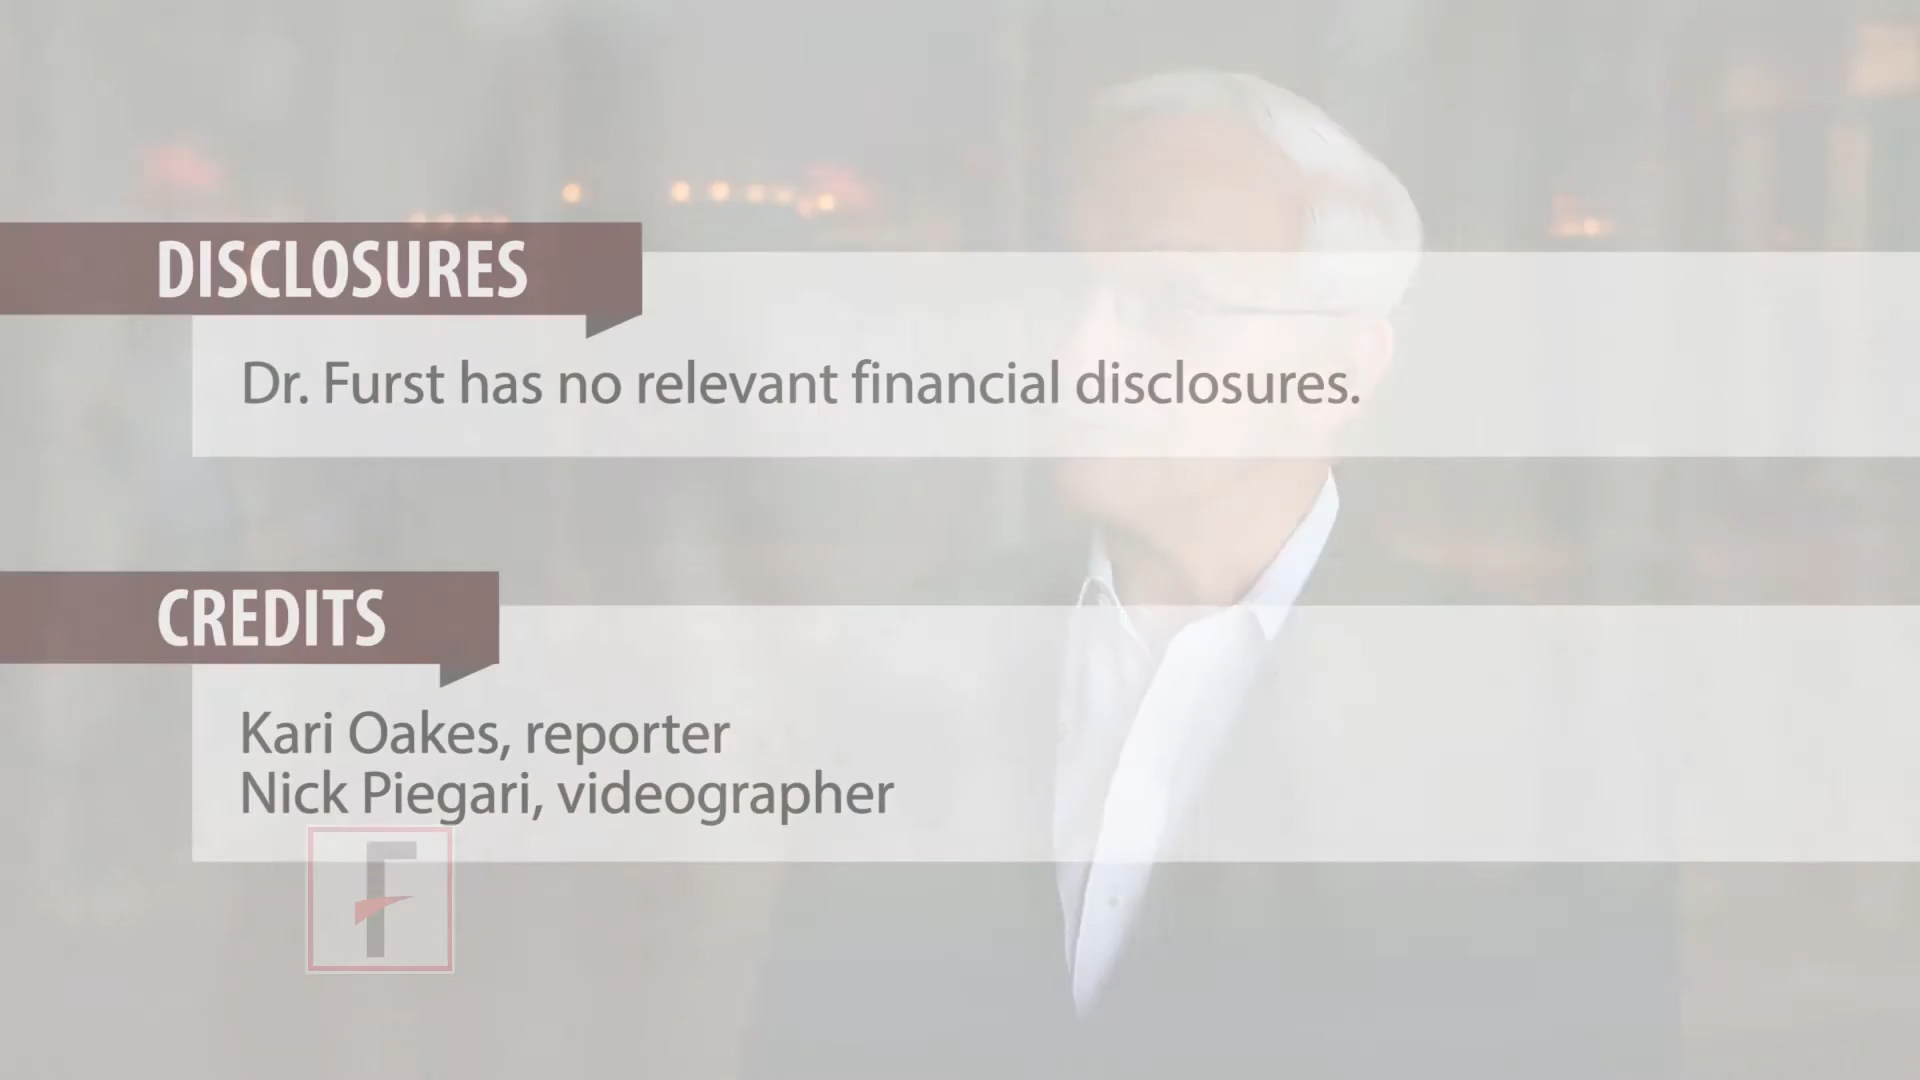 DISCLOSURES
Dr. Furst has no relevant financial disclosures.
CREDITS
Kari Oakes, reporter
Nick Piegari, videographer
F